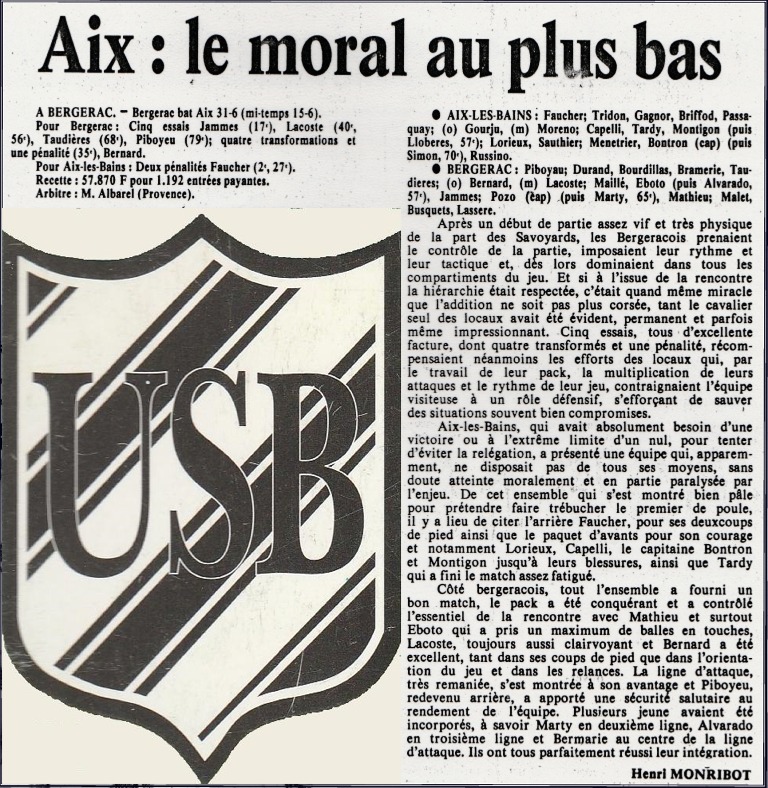 Aix : le moral au plus bas
A BERGERAC. – Bergerac bat Aix 31-6 (mi-temps 15-6).
Pour Bergerac : Cinq essais Jammes (17'), Lacoste (40',
56'), Taudières (68'), Piboyeu (79'); quatre transformations et
une pénalité (35'), Bernard.
Pour Aix-les-Bains : Deux pénalités Faucher (2', 27').
Recette : 57.870 F pour 1.192 entrées payantes.
Arbitre : M. Albarel (Provence).
USB
● AIX-LES-BAINS : Faucher; Tridon, Gagnor, Briffod, Passa-
quay; (o) Gourju, (m) Moreno; Capelli, Tardy, Montigon (puis
Lloberes, 57'); Lorieux, Sauthier; Menetrier, Bontron (cap) (puis
Simon, 70'), Russino.
● BERGERAC : Piboyau; Durand, Bourdillas, Bramerie, Tau-
dieres; (o) Bernard, (m) Lacoste; Maillé, Eboto (puis Alvarado,
57'), Jammes; Pozo (cap) (puis Marty, 65'), Mathieu; Malet,
Busquets, Lassere.
Après un début de partie assez vif et très physique
de la part des Savoyards, les Bergeracois prenaient
le contrôle de la partie, imposaient leur rythme et
leur tactique et, dès lors dominaient dans tous les
compartiments du jeu. Et si à l'issue de la rencontre
la hiérarchie était respectée, c'était quand même miracle
que l'addition ne soit pas plus corsée, tant le cavalier
seul des locaux avait été évident, permanent et parfois
même impressionnant. Cinq essais, tous d'excellente
facture, dont quatre transformés et une pénalité, récom-
pensaient néanmoins les efforts des locaux qui, par
le travail de leur pack, la multiplication de leurs
attaques et le rythme de leur jeu, contraignaient l'équipe
visiteuse à un rôle défensif, s'efforçant de sauver
des situations souvent bien compromises.
Aix-les-Bains, qui avait absolument besoin d'une
victoire ou à l'extrême limite d'un nul, pour tenter
d'éviter la relégation, a présenté une équipe qui, apparem-
ment, ne disposait pas de tous ses moyens, sans
doute atteinte moralement et en partie paralysée par
l'enjeu. De cet ensemble qui s'est montré bien pâle
pour prétendre faire trébucher le premier de poule,
il y a lieu de citer l'arrière Faucher, pour ses deuxcoups
de pied ainsi que le paquet d'avants pour son courage
et notamment Lorieux, Capelli, le capitaine Bontron
et Montigon jusqu'à leurs blessures, ainsi que Tardy
qui a fini le match assez fatigué.
Côté bergeracois, tout l'ensemble a fourni un
bon match, le pack a été conquérant et a contrôlé
l'essentiel de la rencontre avec Mathieu et surtout
Eboto qui a pris un maximum de balles en touches,
Lacoste, toujours aussi clairvoyant et Bernard a été
excellent, tant dans ses coups de pied que dans l'orienta-
tion du jeu et dans les relances. La ligne d'attaque,
très remaniée, s'est montrée à son avantage et Piboyeu,
redevenu arrière, a apporté une sécurité salutaire au
rendement de l'équipe. Plusieurs jeune avaient été
incorporés, à savoir Marty en deuxième ligne, Alvarado
en troisième ligne et Bermarie au centre de la ligne
d'attaque. Ils ont tous parfaitement réussi leur intégration.
Henri MONRIBOT